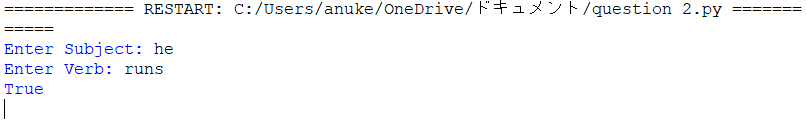 ============= RESTART: C:/Users/anuke/OneDrive/ドキュメント/question 2.py =======
=====
Enter Subject: he
Enter Verb: runs
True